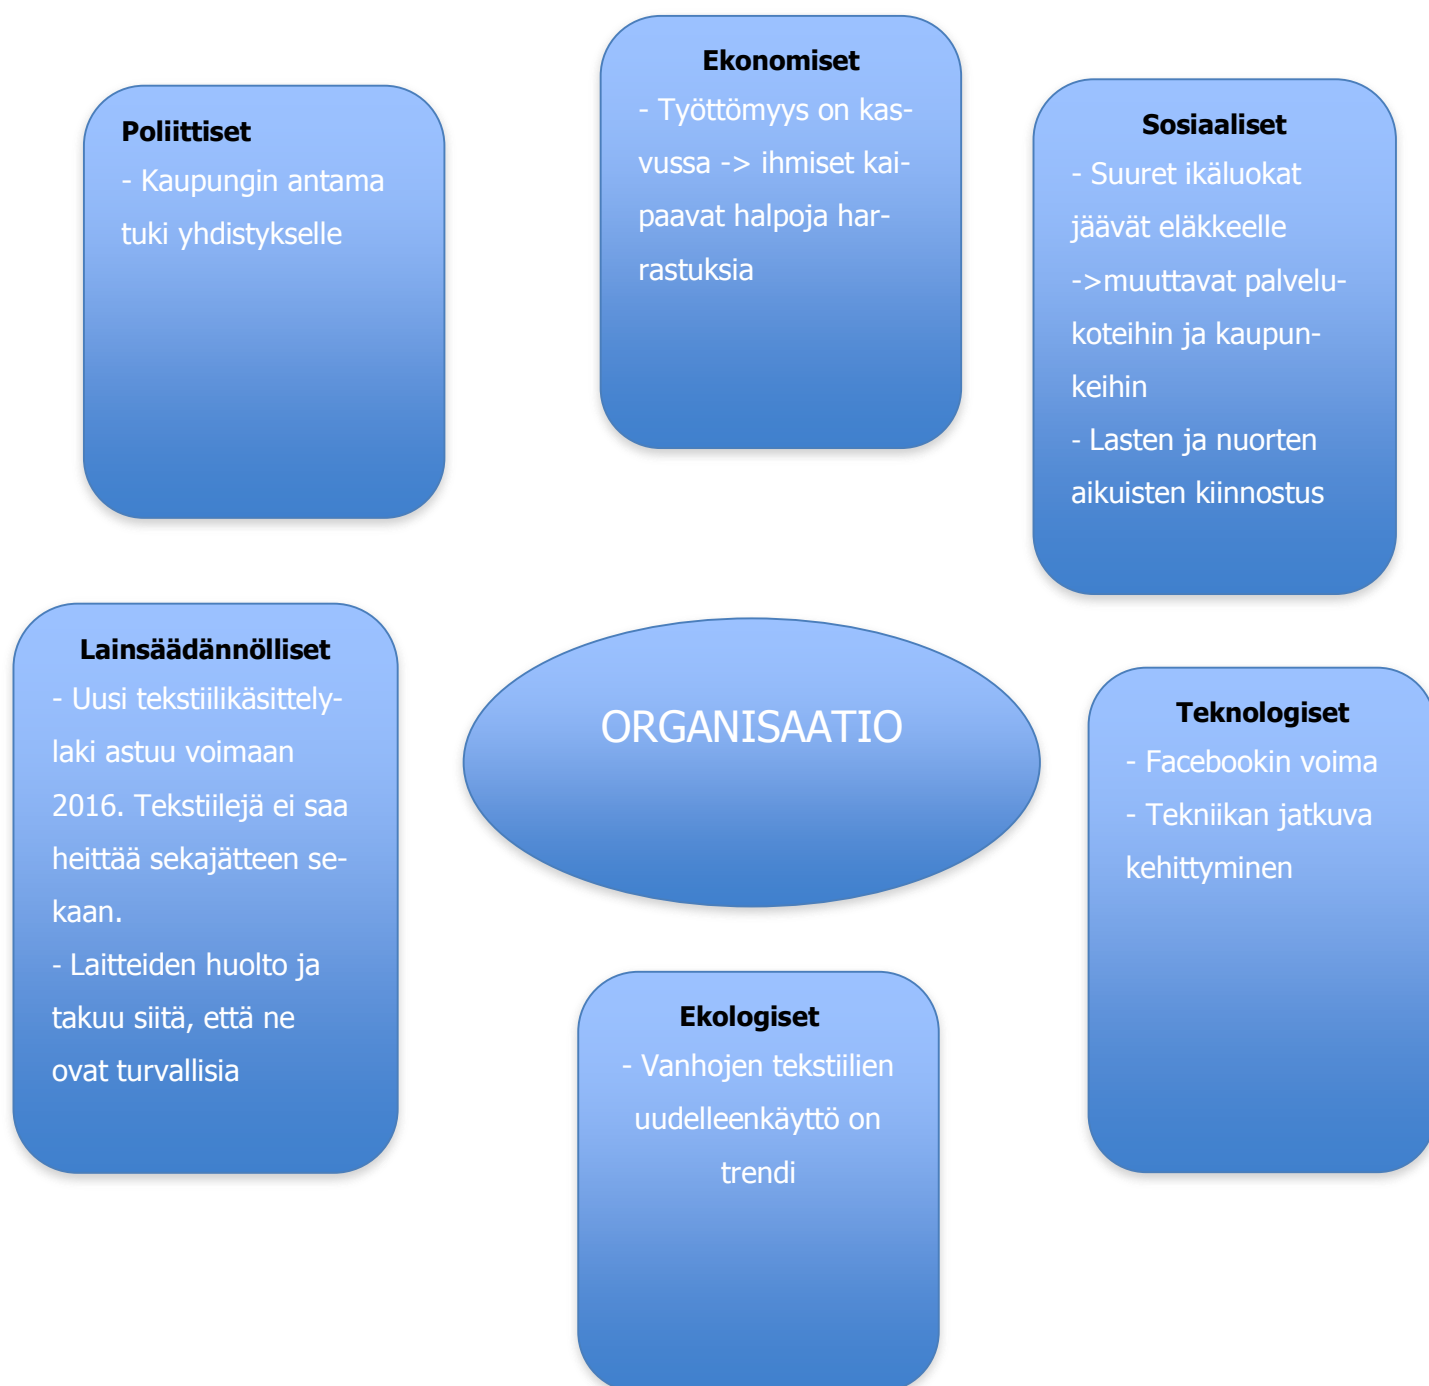 Poliittiset
- Kaupungin antama
tuki yhdistykselle
Ekonomiset
- Työttömyys on kas-
vussa -> ihmiset kai-
paavat halpoja har-
rastuksia
Sosiaaliset
- Suuret ikäluokat
jäävät eläkkeelle
->muuttavat palvelu-
koteihin ja kaupun-
keihin
- Lasten ja nuorten
aikuisten kiinnostus
Lainsäädännölliset
- Uusi tekstiilikäsittely-
laki astuu voimaan
2016. Tekstiilejä ei saa
heittää sekajätteen se-
kaan.
- Laitteiden huolto ja
takuu siitä, että ne
ovat turvallisia
ORGANISAATIO
Teknologiset
- Facebookin voima
- Tekniikan jatkuva
kehittyminen
Ekologiset
- Vanhojen tekstiilien
uudelleenkäyttö on
trendi